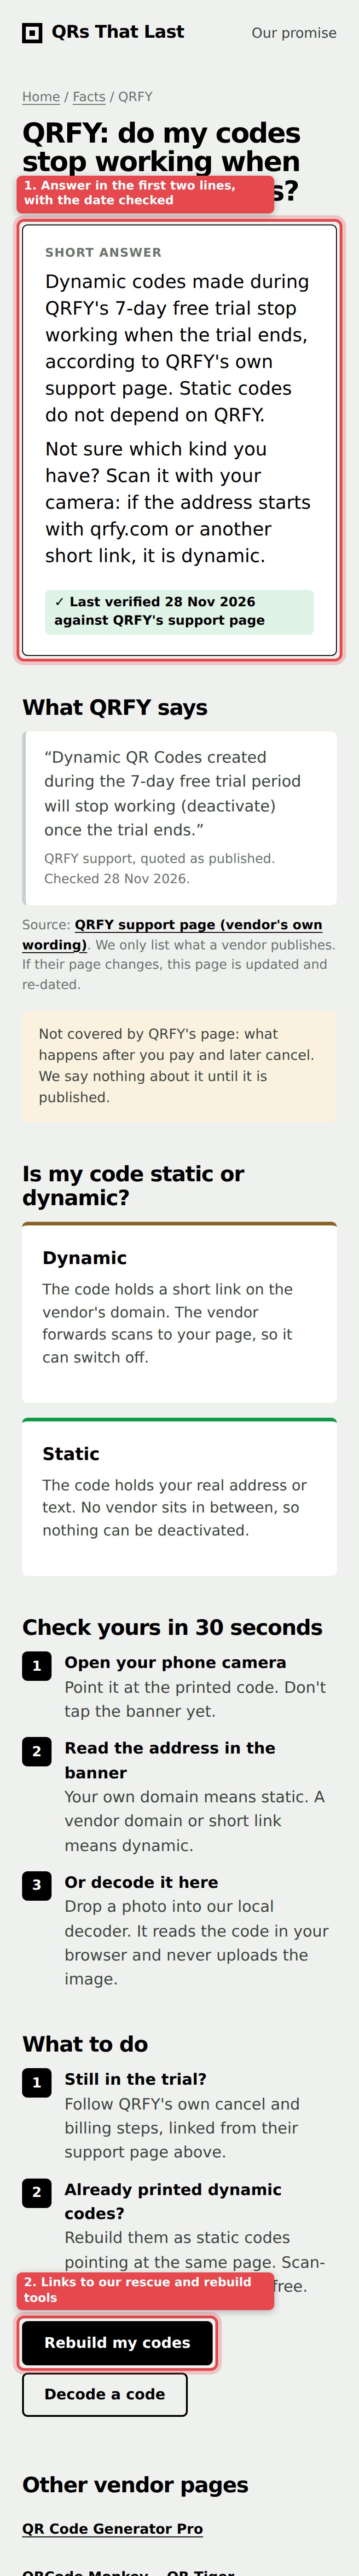 QRs That Last
Our promise
Home / Facts / QRFY
QRFY: do my codes
stop working when
s?
1. Answer in the first two lines,
with the date checked
SHORT ANSWER
Dynamic codes made during
QRFY's 7-day free trial stop
working when the trial ends,
according to QRFY's own
support page. Static codes
do not depend on QRFY.
Not sure which kind you
have? Scan it with your
camera: if the address starts
with qrfy.com or another
short link, it is dynamic.
✓ Last verified 28 Nov 2026
against QRFY's support page
What QRFY says
“Dynamic QR Codes created
during the 7-day free trial period
will stop working (deactivate)
once the trial ends.”
QRFY support, quoted as published.
Checked 28 Nov 2026.
Source: QRFY support page (vendor's own
wording). We only list what a vendor publishes.
If their page changes, this page is updated and
re-dated.
Not covered by QRFY's page: what
happens after you pay and later cancel.
We say nothing about it until it is
published.
Is my code static or
dynamic?
Dynamic
The code holds a short link on the
vendor's domain. The vendor
forwards scans to your page, so it
can switch off.
Static
The code holds your real address or
text. No vendor sits in between, so
nothing can be deactivated.
Check yours in 30 seconds
1
Open your phone camera
Point it at the printed code. Don't
tap the banner yet.
2
Read the address in the
banner
Your own domain means static. A
vendor domain or short link
means dynamic.
3
Or decode it here
Drop a photo into our local
decoder. It reads the code in your
browser and never uploads the
image.
What to do
1
Still in the trial?
Follow QRFY's own cancel and
billing steps, linked from their
support page above.
2
Already printed dynamic
codes?
Rebuild them as static codes
pointing at the same page. Scan-
free.
2. Links to our rescue and rebuild
tools
Rebuild my codes
Decode a code
Other vendor pages
QR Code Generator Pro
QRCode Monkey QR Tiger